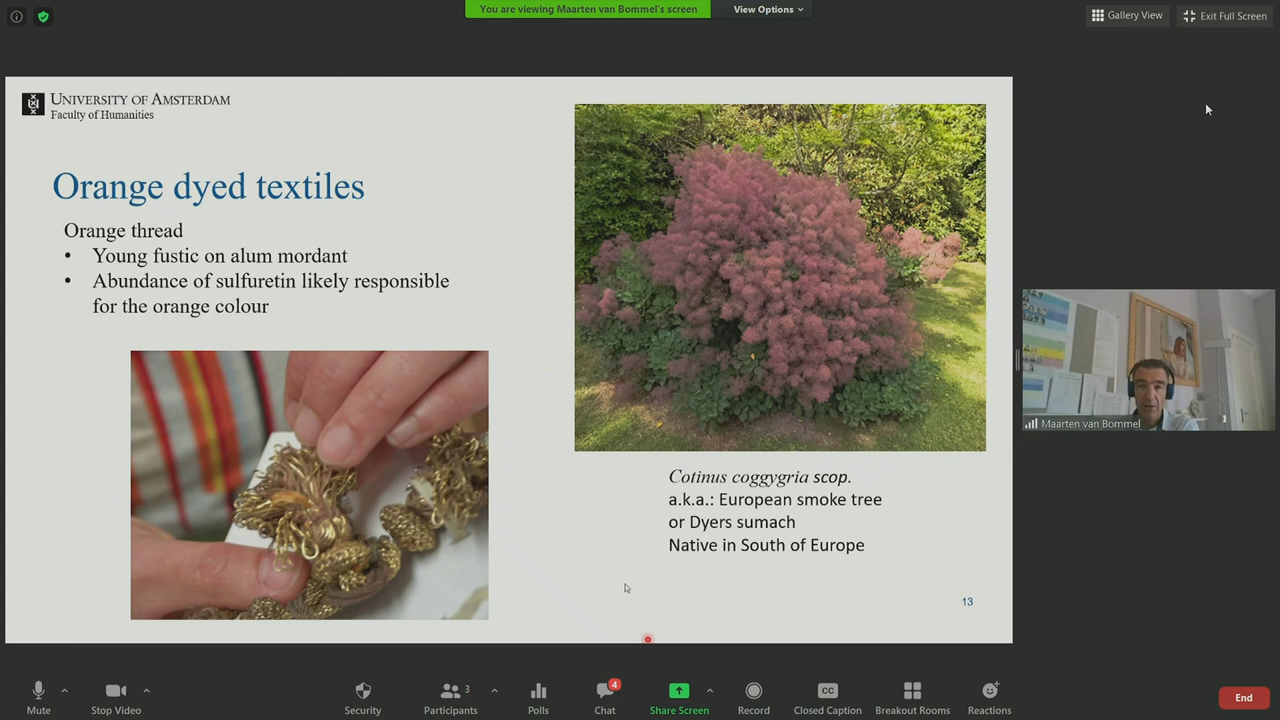 You are viewing Maarten van Bommel's screen
View Options
Gallery View
Exit Full Screen
UNIVERSITY OF AMSTERDAM
Faculty of Humanities
Orange dyed textiles
Orange thread
• Young fustic on alum mordant
• Abundance of sulfuretin likely responsible
for the orange colour
Cotinus coggygria scop.
a.k.a.: European smoke tree
or Dyers sumach
Native in South of Europe
13
Maarten van Bommel
Mute
Stop Video
Security
Participants
3
Polls
Chat
4
Share Screen
Record
CC
Closed Caption
Breakout Rooms
Reactions
End